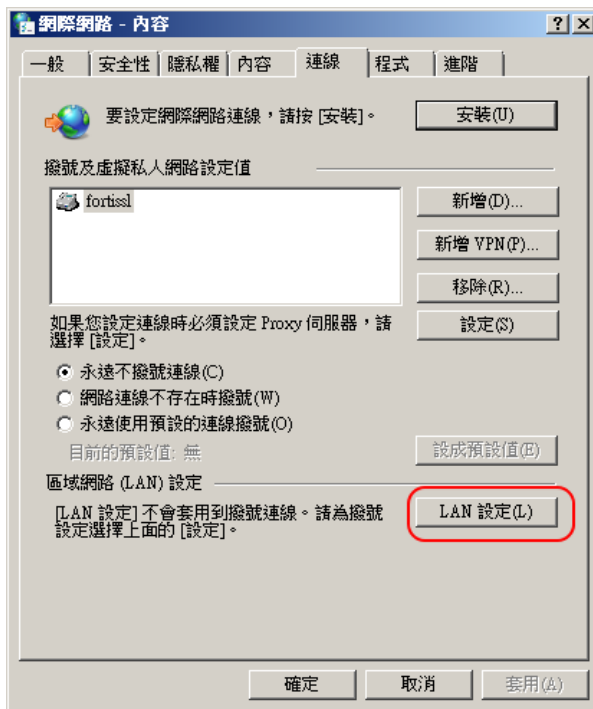 網際網路 - 內容
一般 安全性 隱私權 內容 連線 程式 進階
要設定網際網路連線，請按 [安裝]。
安裝(U)
撥號及虛擬私人網路設定值
fortissl
新增(D)...
新增 VPN(P)...
移除(R)...
如果您設定連線時必須設定 Proxy 伺服器，請
選擇 [設定]。
設定(S)
永遠不撥號連線(C)
網路連線不存在時撥號(W)
永遠使用預設的連線撥號(O)
目前的預設值: 無
設成預設值(E)
區域網路 (LAN) 設定
[LAN 設定] 不會套用到撥號連線。請為撥號
設定選擇上面的 [設定]。
LAN 設定(L)
確定 取消 套用(A)